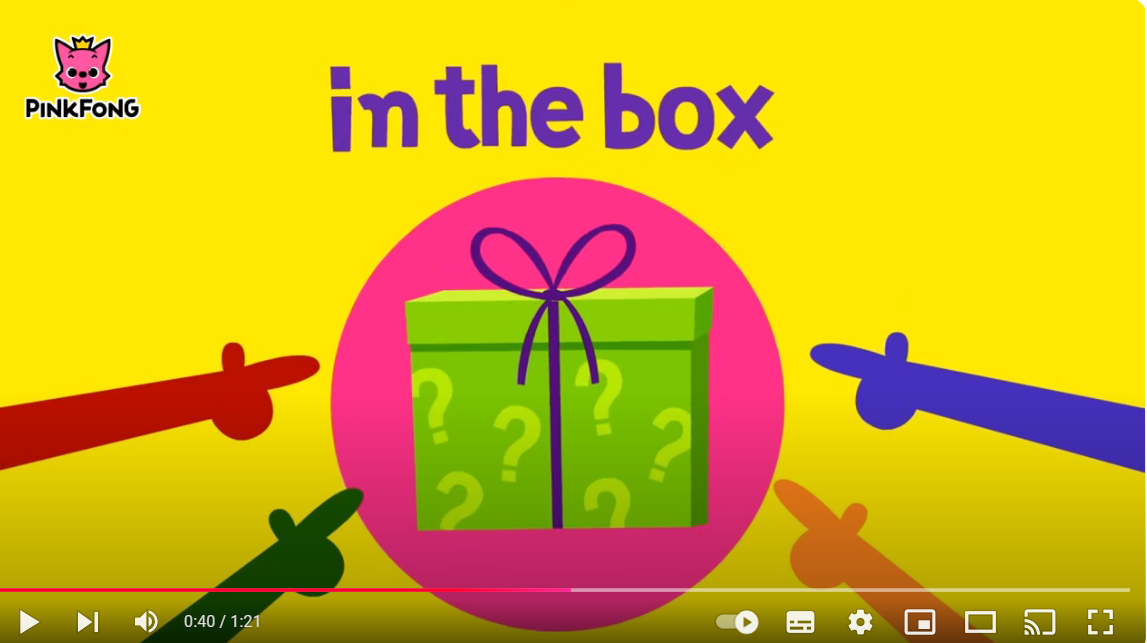 in the box
PINKFONG
? ? ? ? ? ?
0:40 / 1:21